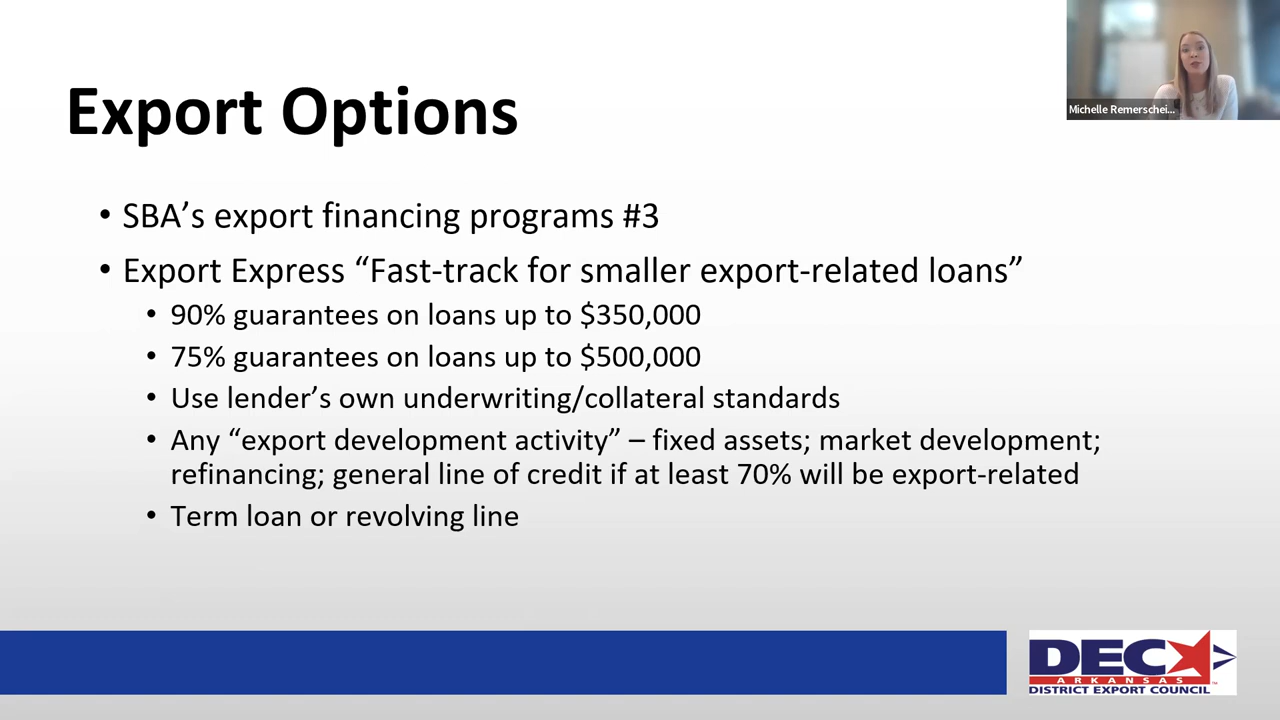 Michelle Remerschei...
Export Options
• SBA’s export financing programs #3
• Export Express “Fast-track for smaller export-related loans”
• 90% guarantees on loans up to $350,000
• 75% guarantees on loans up to $500,000
• Use lender’s own underwriting/collateral standards
• Any “export development activity” – fixed assets; market development;
refinancing; general line of credit if at least 70% will be export-related
• Term loan or revolving line
DEC
ARKANSAS
DISTRICT EXPORT COUNCIL